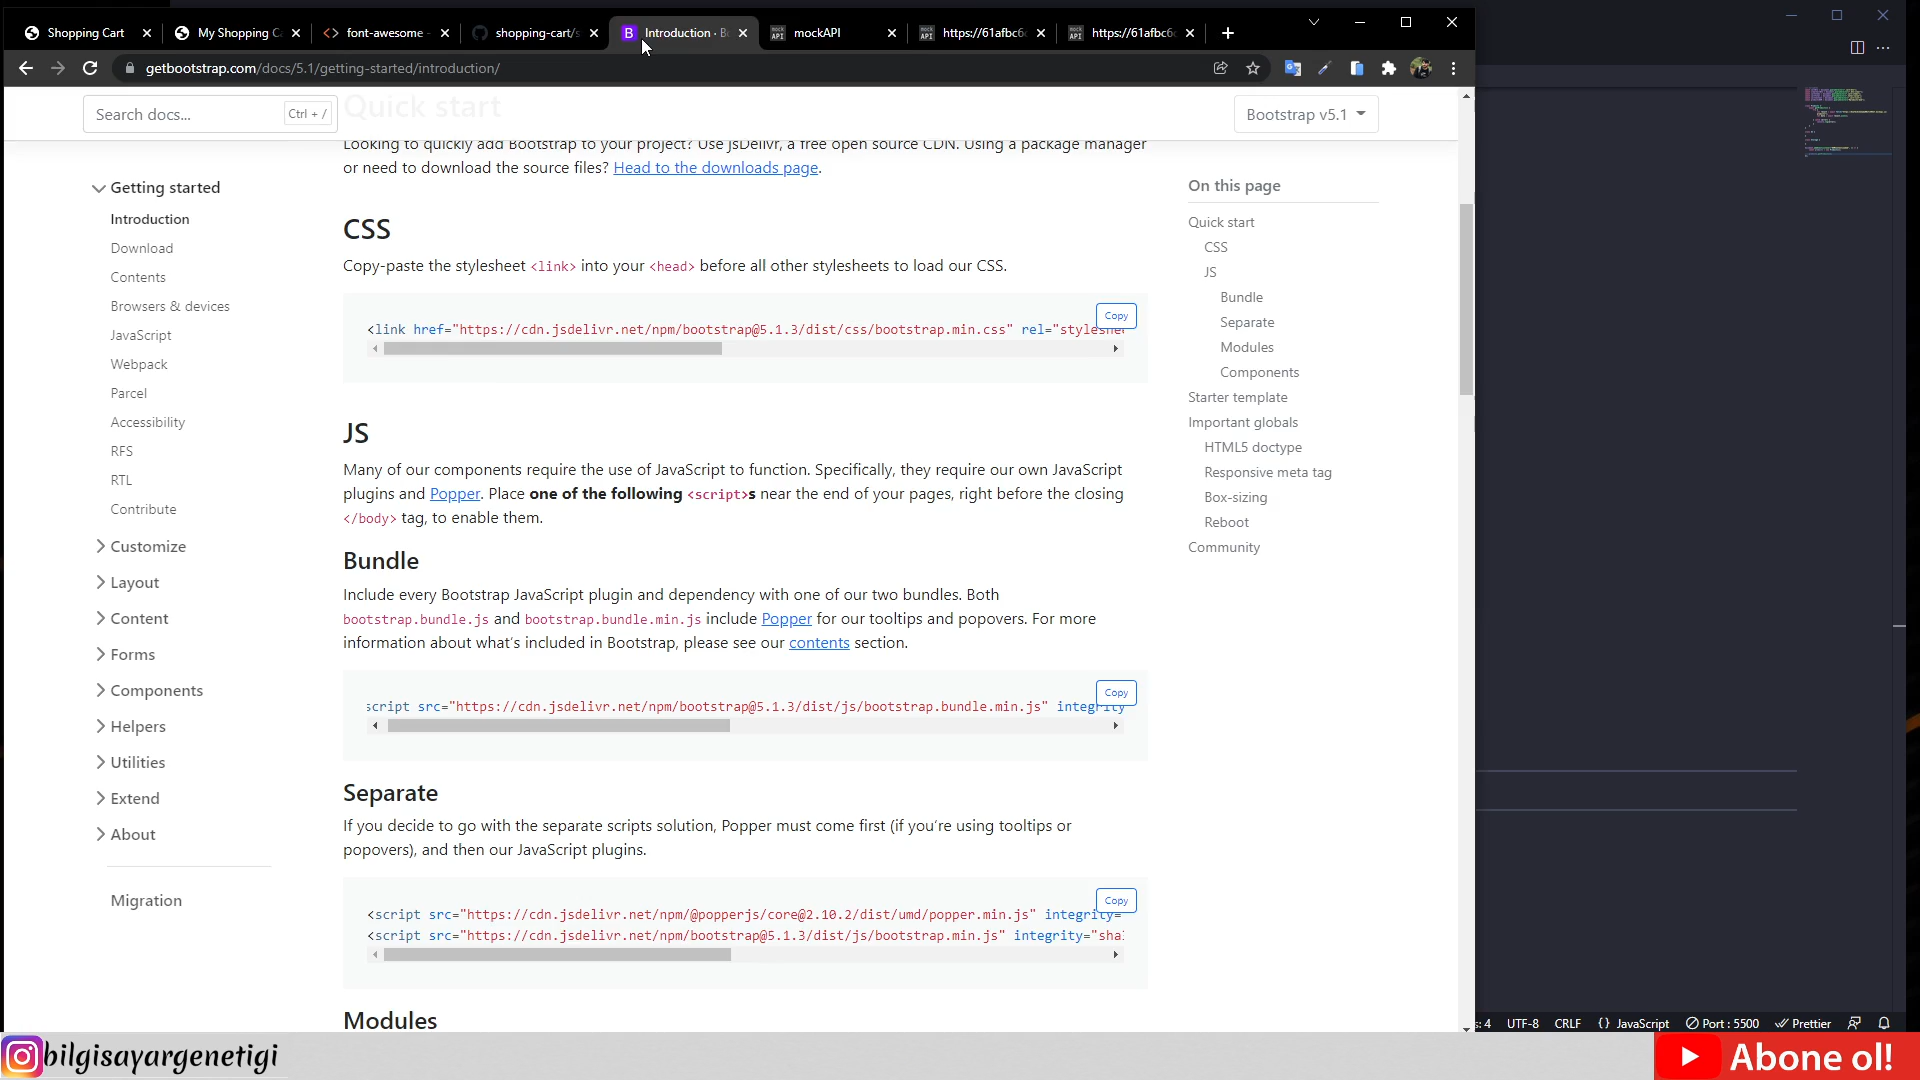 Shopping Cart
My Shopping C
font-awesome -
shopping-cart/s
Introduction · B
mockAPI
https://61afbc6
https://61afbc6
getbootstrap.com/docs/5.1/getting-started/introduction/
Search docs...
Ctrl + /
Quick start
Bootstrap v5.1
Looking to quickly add Bootstrap to your project? Use jsDelivr, a free open source CDN. Using a package manager
or need to download the source files? Head to the downloads page.
Getting started
Introduction
Download
Contents
Browsers & devices
JavaScript
Webpack
Parcel
Accessibility
RFS
RTL
Contribute
Customize
Layout
Content
Forms
Components
Helpers
Utilities
Extend
About
Migration
CSS
Copy-paste the stylesheet <link> into your <head> before all other stylesheets to load our CSS.
Copy
<link href="https://cdn.jsdelivr.net/npm/bootstrap@5.1.3/dist/css/bootstrap.min.css" rel="styleshe
JS
Many of our components require the use of JavaScript to function. Specifically, they require our own JavaScript
plugins and Popper. Place one of the following <script>s near the end of your pages, right before the closing
</body> tag, to enable them.
Bundle
Include every Bootstrap JavaScript plugin and dependency with one of our two bundles. Both
bootstrap.bundle.js and bootstrap.bundle.min.js include Popper for our tooltips and popovers. For more
information about what's included in Bootstrap, please see our contents section.
Copy
script src="https://cdn.jsdelivr.net/npm/bootstrap@5.1.3/dist/js/bootstrap.bundle.min.js" integrity
Separate
If you decide to go with the separate scripts solution, Popper must come first (if you're using tooltips or
popovers), and then our JavaScript plugins.
Copy
<script src="https://cdn.jsdelivr.net/npm/@popperjs/core@2.10.2/dist/umd/popper.min.js" integrity=
<script src="https://cdn.jsdelivr.net/npm/bootstrap@5.1.3/dist/js/bootstrap.min.js" integrity="sha
Modules
On this page
Quick start
CSS
JS
Bundle
Separate
Modules
Components
Starter template
Important globals
HTML5 doctype
Responsive meta tag
Box-sizing
Reboot
Community
s: 4 UTF-8 CRLF {} JavaScript Port : 5500 Prettier
bilgisayargenetigi
Abone ol!